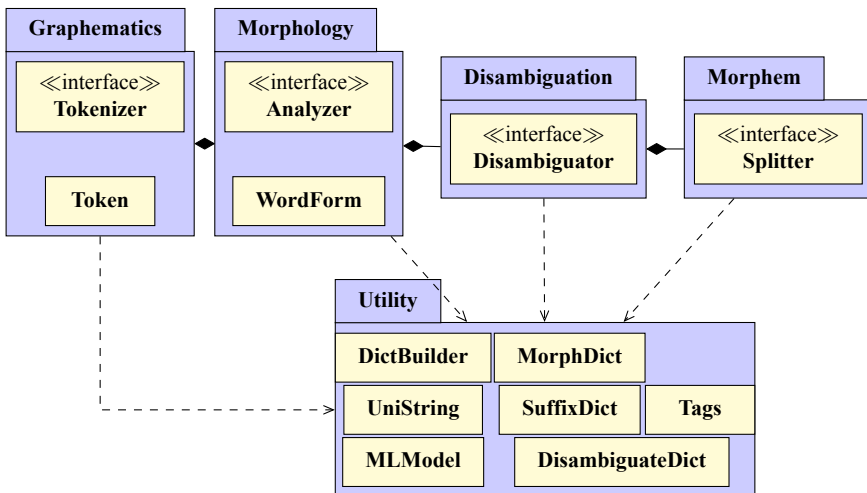 Graphematics
Morphology
Disambiguation
Morphem
≪interface≫
Tokenizer
≪interface≫
Analyzer
≪interface≫
Disambiguator
≪interface≫
Splitter
Token
WordForm
Utility
DictBuilder
MorphDict
UniString
SuffixDict
Tags
MLModel
DisambiguateDict